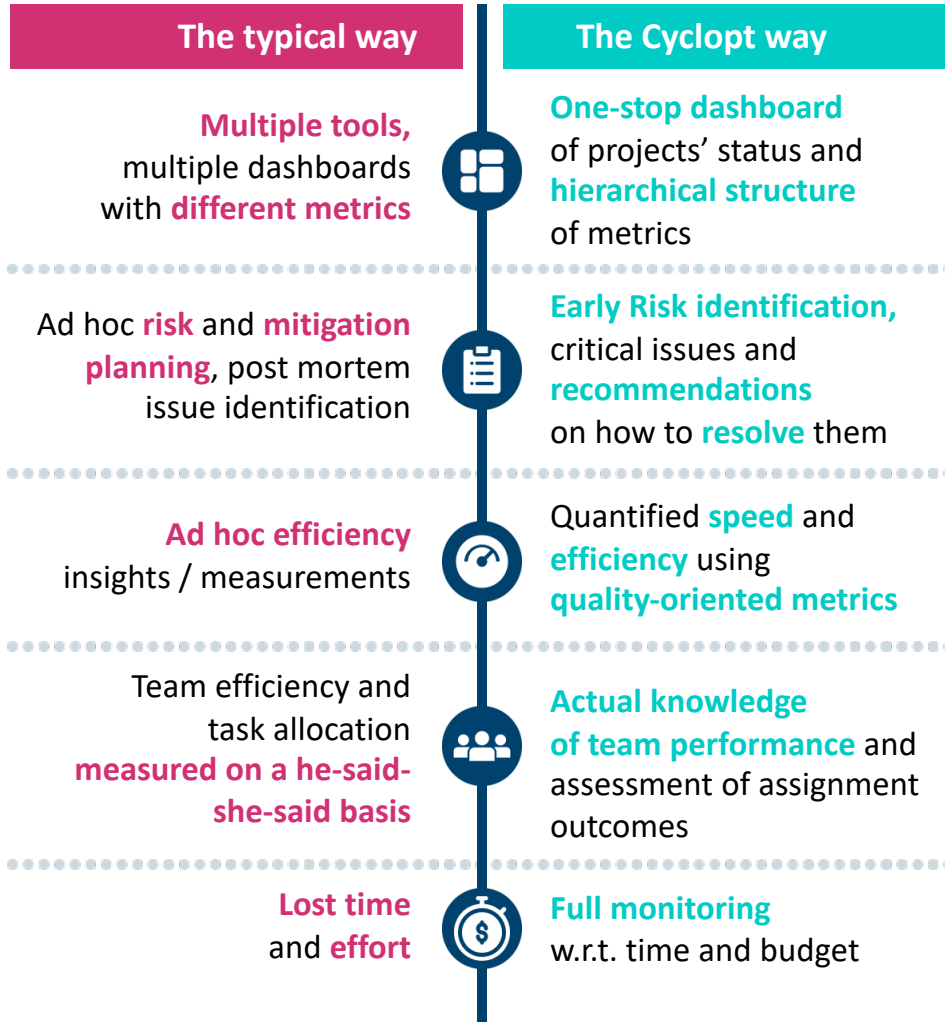 The typical way
The Cyclopt way
Multiple tools,
multiple dashboards
with different metrics
One-stop dashboard
of projects’ status and
hierarchical structure
of metrics
Ad hoc risk and mitigation
planning, post mortem
issue identification
Early Risk identification,
critical issues and
recommendations
on how to resolve them
Ad hoc efficiency
insights / measurements
Quantified speed and
efficiency using
quality-oriented metrics
Team efficiency and
task allocation
measured on a he-said-
she-said basis
Actual knowledge
of team performance and
assessment of assignment
outcomes
Lost time
and effort
$
Full monitoring
w.r.t. time and budget